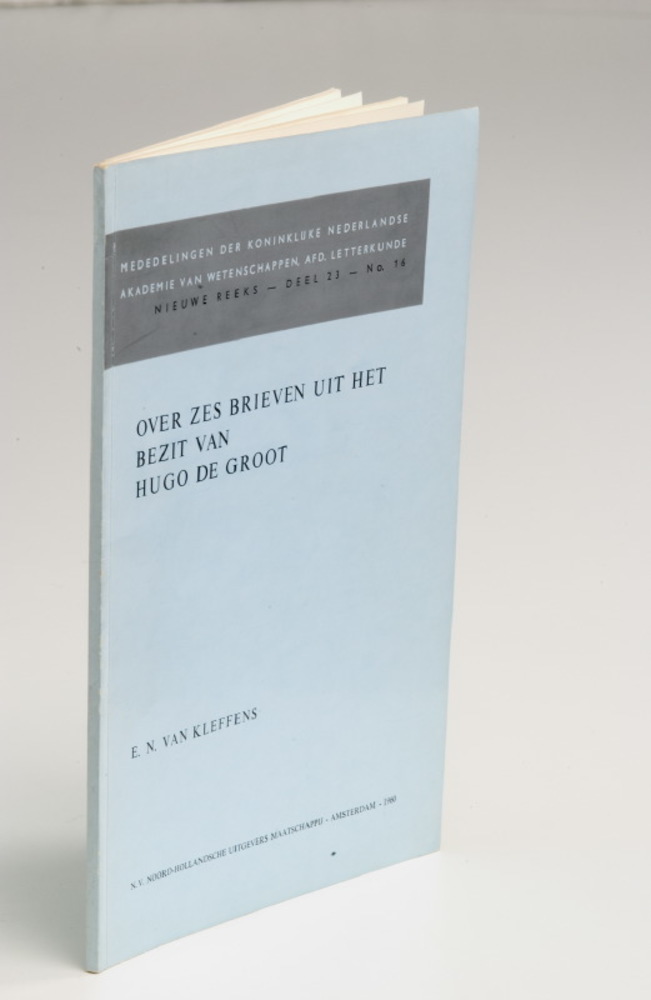 MEDEDELINGEN DER KONINKLIJKE NEDERLANDSE
AKADEMIE VAN WETENSCHAPPEN, AFD. LETTERKUNDE
NIEUWE REEKS — DEEL 23 — No. 16
OVER ZES BRIEVEN UIT HET
BEZIT VAN
HUGO DE GROOT
E. N. VAN KLEFFENS
N.V. NOORD-HOLLANDSCHE UITGEVERS MAATSCHAPPIJ - AMSTERDAM - 1960